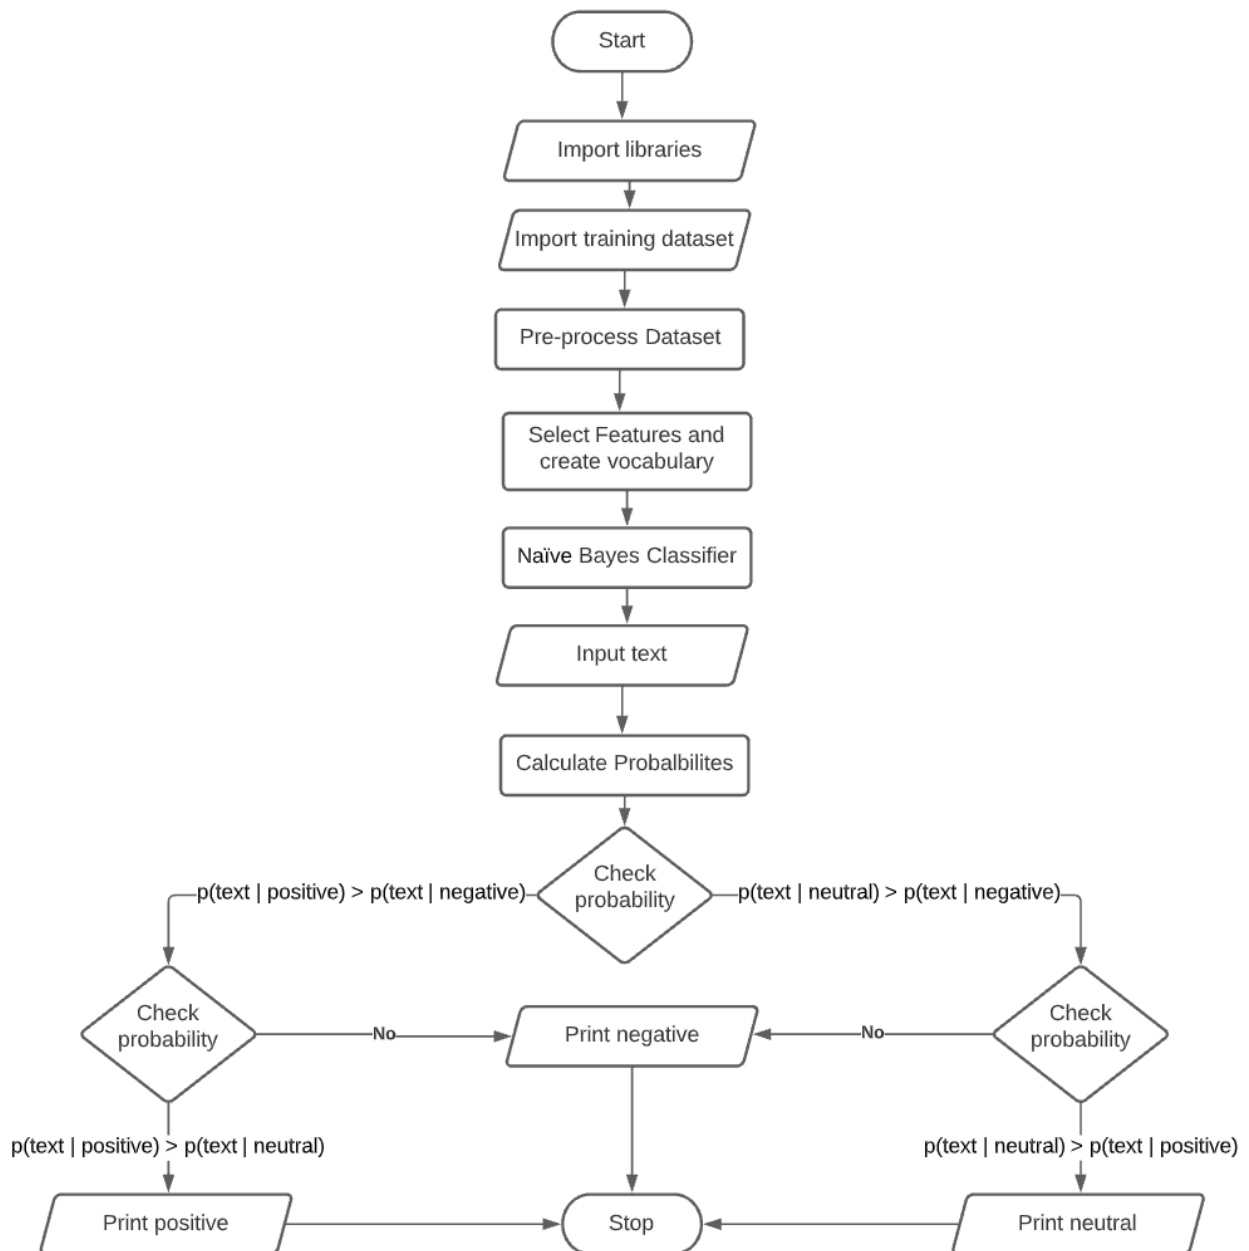 Start
Import libraries
Import training dataset
Pre-process Dataset
Select Features and
create vocabulary
Naïve Bayes Classifier
Input text
Calculate Probalbilites
Check
probability
p(text | positive) > p(text | negative)
p(text | neutral) > p(text | negative)
Check
probability
No
Print negative
No
Check
probability
p(text | positive) > p(text | neutral)
p(text | neutral) > p(text | positive)
Print positive
Stop
Print neutral